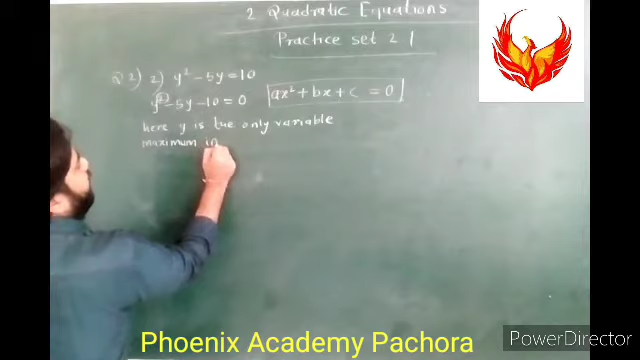 2 Quadratic Equations
Practice set 2 1
Q 2) 2) y² - 5y = 10
y² - 5y - 10 = 0 ax² + bx + c = 0
here y is the only variable
maximum in
Phoenix Academy Pachora
PowerDirector